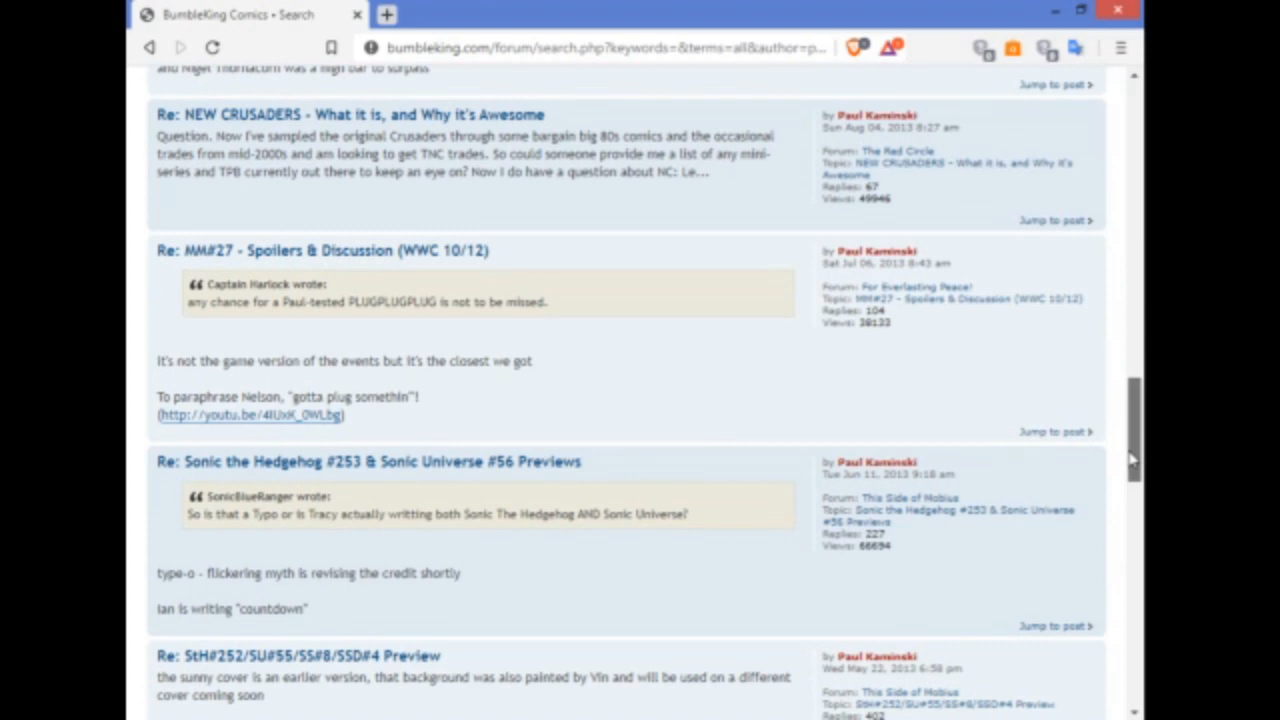 BumbleKing Comics • Search
bumbleking.com/forum/search.php?keywords=&terms=all&author=p...
and Niget Thornacorn was a high bar to surpass
Jump to post
Re: NEW CRUSADERS - What it is, and Why it's Awesome
Question. Now I've sampled the original Crusaders through some bargain big 80s comics and the occasional
trades from mid-2000s and am looking to get TNC trades. So could someone provide me a list of any mini-
series and TPB currently out there to keep an eye on? Now I do have a question about NC: Le...
by Paul Kaminski
Sun Aug 04, 2013 8:27 am
Forum: The Red Circle
Topic: NEW CRUSADERS - What it is, and Why it's
Awesome
Replies: 67
Views: 49946
Jump to post
Re: MM#27 - Spoilers & Discussion (WWC 10/12)
Captain Harlock wrote:
any chance for a Paul-tested PLUGPLUGPLUG is not to be missed.
It's not the game version of the events but it's the closest we got
To paraphrase Nelson, "gotta plug somethin'"!
(http://youtu.be/4IUxK_0WLbg)
by Paul Kaminski
Sat Jul 06, 2013 8:43 am
Forum: For Everlasting Peace!
Topic: MM#27 - Spoilers & Discussion (WWC 10/12)
Replies: 104
Views: 38133
Jump to post
Re: Sonic the Hedgehog #253 & Sonic Universe #56 Previews
SonicBlueRanger wrote:
So is that a Typo or is Tracy actually writting both Sonic The Hedgehog AND Sonic Universe?
type-o - flickering myth is revising the credit shortly
Ian is writing "countdown"
by Paul Kaminski
Tue Jun 11, 2013 9:18 am
Forum: This Side of Mobius
Topic: Sonic the Hedgehog #253 & Sonic Universe
#56 Previews
Replies: 227
Views: 66694
Jump to post
Re: StH#252/SU#55/SS#8/SSD#4 Preview
the sunny cover is an earlier version, that background was also painted by Vin and will be used on a different
cover coming soon
by Paul Kaminski
Wed May 22, 2013 6:58 pm
Forum: This Side of Mobius
Topic: StH#252/SU#55/SS#8/SSD#4 Preview
Replies: 402